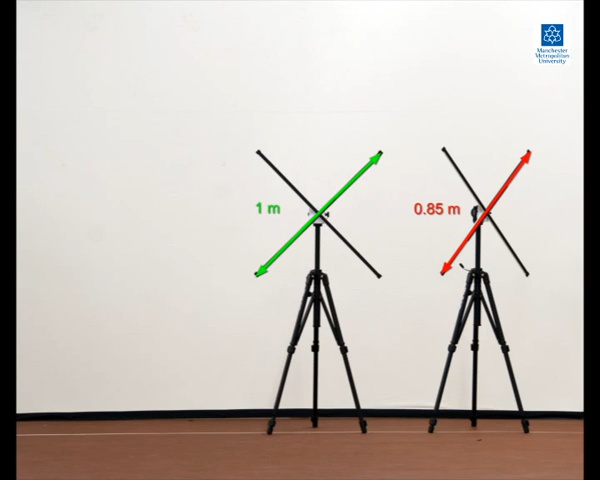 Manchester
Metropolitan
University
1 m
0.85 m